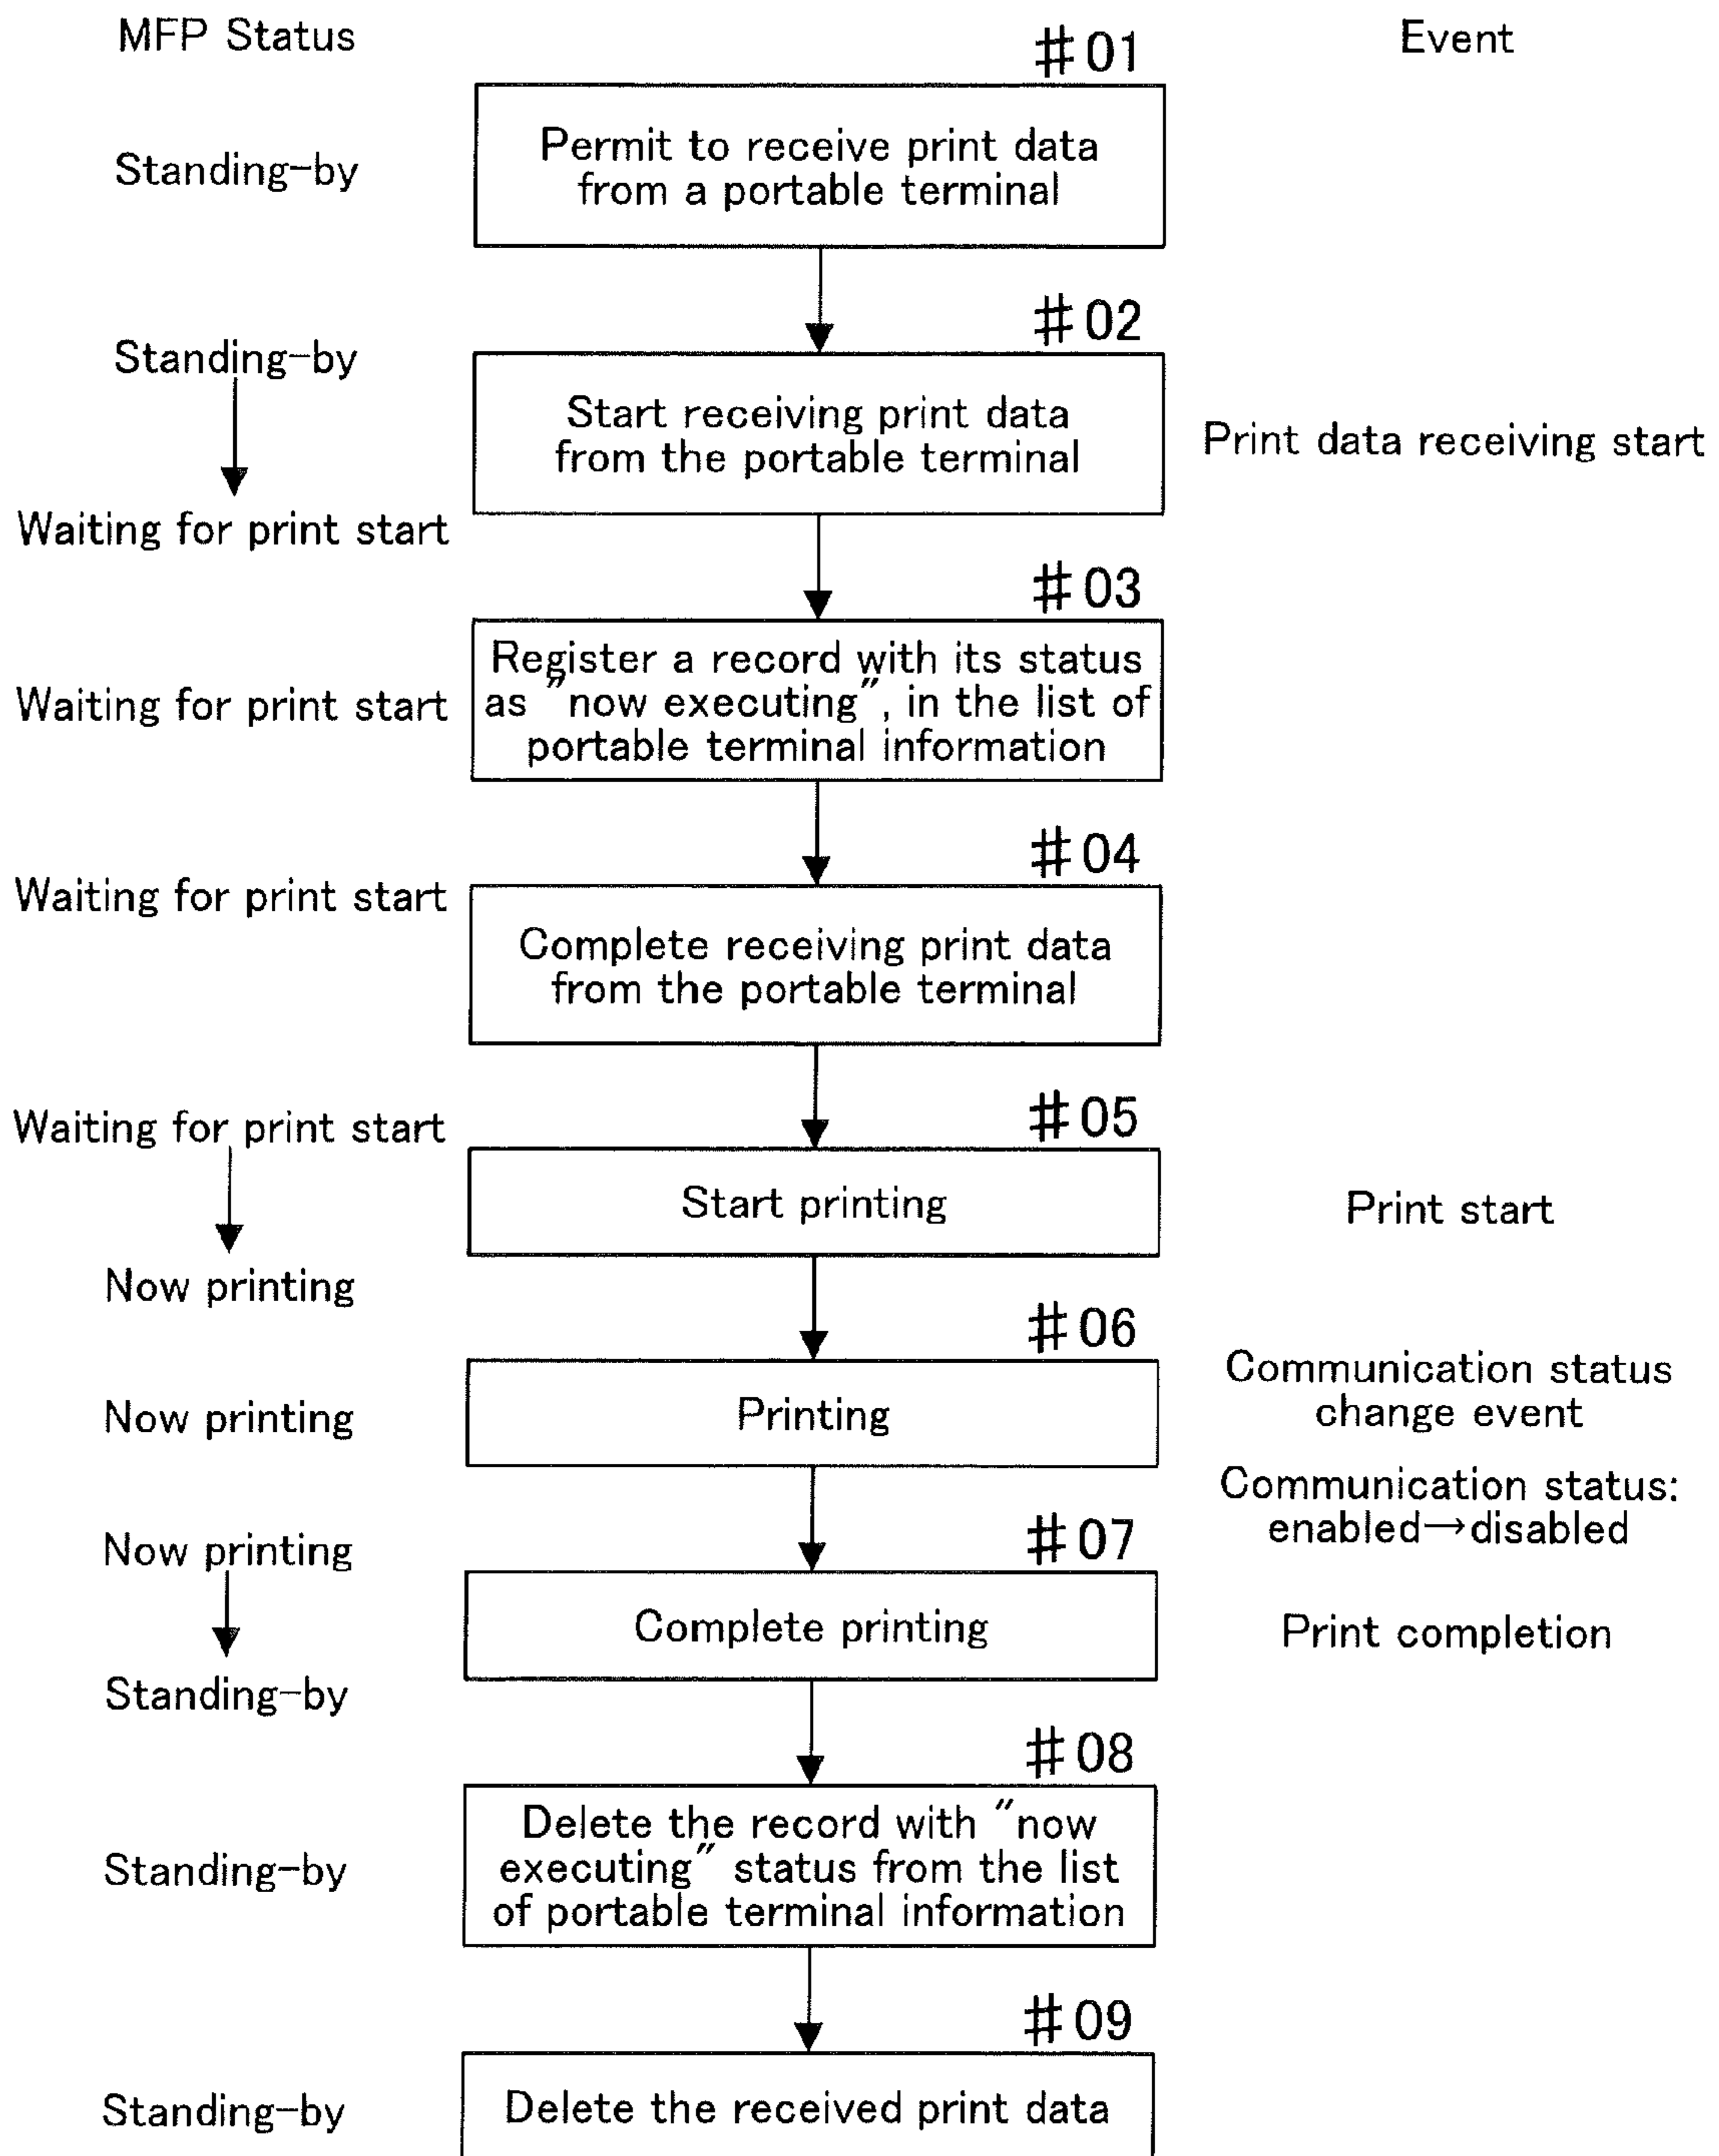 MFP Status
#01
Event
Standing-by
Permit to receive print data
from a portable terminal
#02
Standing-by
Start receiving print data
from the portable terminal
Print data receiving start
Waiting for print start
#03
Waiting for print start
Register a record with its status
as "now executing", in the list of
portable terminal information
#04
Waiting for print start
Complete receiving print data
from the portable terminal
#05
Waiting for print start
Start printing
Print start
Now printing
#06
Now printing
Printing
Communication status
change event
Communication status:
enabled→disabled
#07
Now printing
Complete printing
Print completion
Standing-by
#08
Standing-by
Delete the record with "now
executing" status from the list
of portable terminal information
#09
Standing-by
Delete the received print data